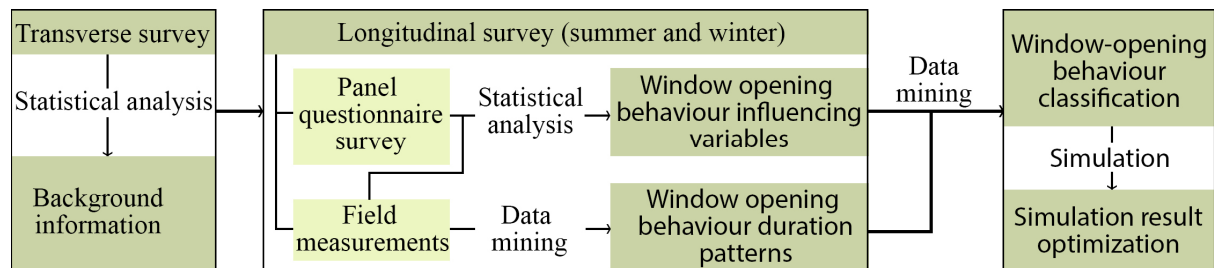 Transverse survey
Statistical analysis
Background
information
Longitudinal survey (summer and winter)
Panel
questionnaire
survey
Statistical
analysis
Window opening
behaviour influencing
variables
Field
measurements
Data
mining
Window opening
behaviour duration
patterns
Data
mining
Window-opening
behaviour
classification
Simulation
Simulation result
optimization